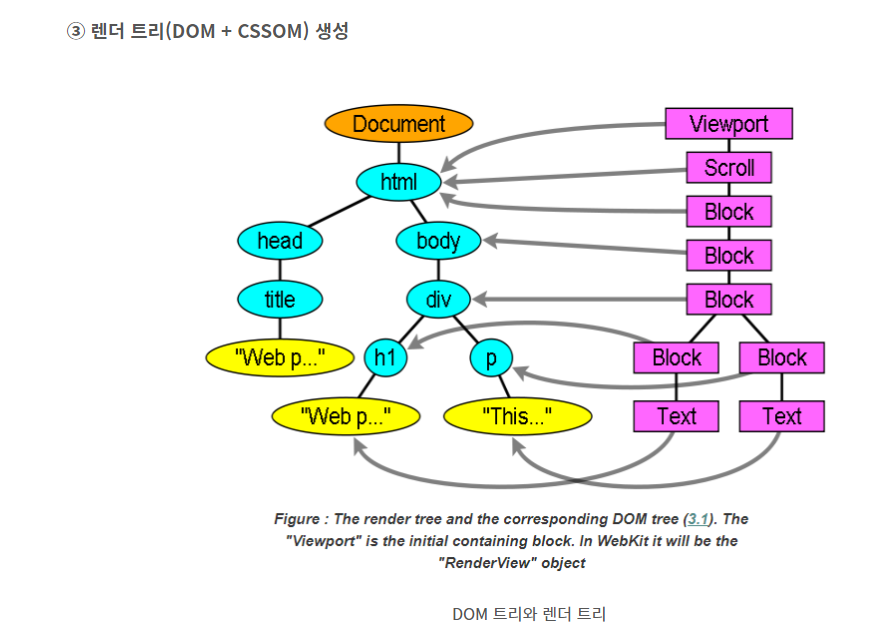 ③ 렌더 트리(DOM + CSSOM) 생성
Document
Viewport
html
Scroll
Block
head
body
Block
title
div
Block
"Web p..."
h1
p
Block
Block
"Web p..."
"This..."
Text
Text
Figure : The render tree and the corresponding DOM tree (3.1). The
"Viewport" is the initial containing block. In WebKit it will be the
"RenderView" object
DOM 트리와 렌더 트리